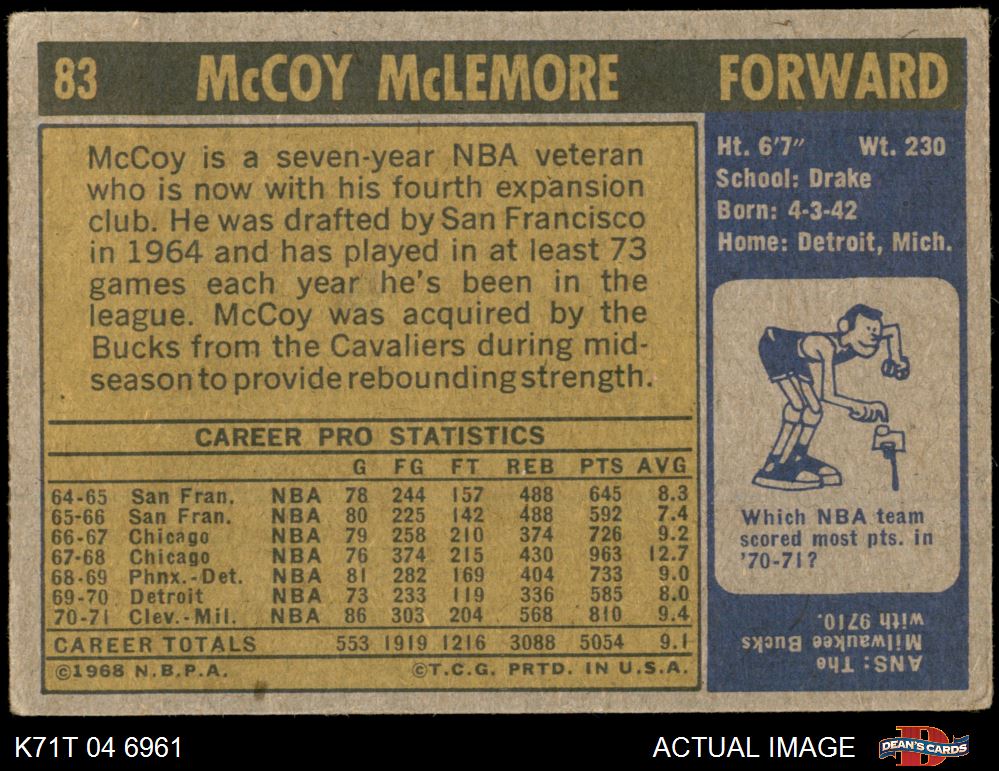 83 McCOY McLEMORE FORWARD
McCoy is a seven-year NBA veteran
who is now with his fourth expansion
club. He was drafted by San Francisco
in 1964 and has played in at least 73
games each year he's been in the
league. McCoy was acquired by the
Bucks from the Cavaliers during mid-
season to provide rebounding strength.
Ht. 6'7" Wt. 230
School: Drake
Born: 4-3-42
Home: Detroit, Mich.
CAREER PRO STATISTICS
G FG FT REB PTS AVG
64-65 San Fran. NBA 78 244 157 488 645 8.3
65-66 San Fran. NBA 80 225 142 488 592 7.4
66-67 Chicago NBA 79 258 210 374 726 9.2
67-68 Chicago NBA 76 374 215 430 963 12.7
68-69 Phnx.-Det. NBA 81 282 169 404 733 9.0
69-70 Detroit NBA 73 233 119 336 585 8.0
70-71 Clev.-Mil. NBA 86 303 204 568 810 9.4
CAREER TOTALS 553 1919 1216 3088 5054 9.1
©1968 N.B.P.A. ©T.C.G. PRTD. IN U.S.A.
Which NBA team
scored most pts. in
'70-71?
ANS: The
Milwaukee Bucks
with 9710.
K71T 04 6961 ACTUAL IMAGE DEAN'S CARDS